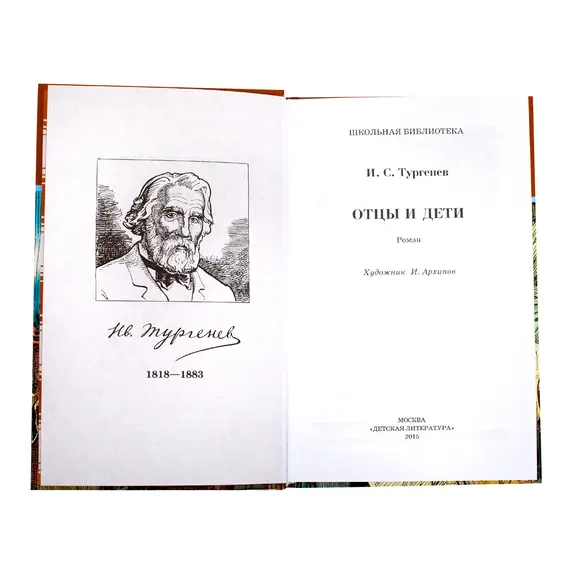 Ив. Тургенев
1818—1883
ШКОЛЬНАЯ БИБЛИОТЕКА
И. С. Тургенев
ОТЦЫ И ДЕТИ
Роман
Художник И. Архипов
МОСКВА
«ДЕТСКАЯ ЛИТЕРАТУРА»
2015